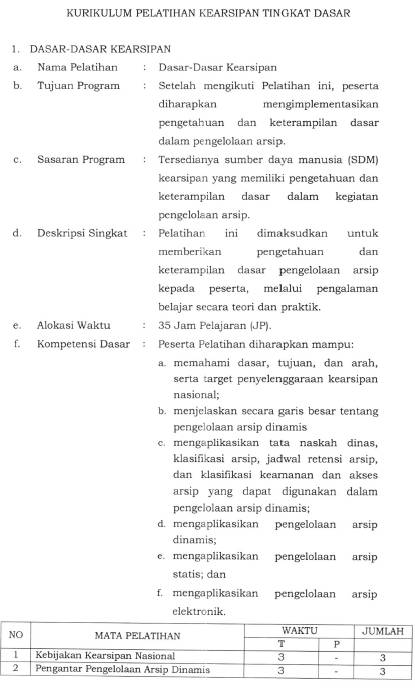 KURIKULUM PELATIHAN KEARSIPAN TINGKAT DASAR
1. DASAR-DASAR KEARSIPAN
a. Nama Pelatihan : Dasar-Dasar Kearsipan
b. Tujuan Program : Setelah mengikuti Pelatihan ini, peserta
diharapkan mengimplementasikan
pengetahuan dan keterampilan dasar
dalam pengelolaan arsip.
c. Sasaran Program : Tersedianya sumber daya manusia (SDM)
kearsipan yang memiliki pengetahuan dan
keterampilan dasar dalam kegiatan
pengelolaan arsip.
d. Deskripsi Singkat : Pelatihan ini dimaksudkan untuk
memberikan pengetahuan dan
keterampilan dasar pengelolaan arsip
kepada peserta, melalui pengalaman
belajar secara teori dan praktik.
e. Alokasi Waktu : 35 Jam Pelajaran (JP).
f. Kompetensi Dasar : Peserta Pelatihan diharapkan mampu:
a. memahami dasar, tujuan, dan arah,
serta target penyelenggaraan kearsipan
nasional;
b. menjelaskan secara garis besar tentang
pengelolaan arsip dinamis
c. mengaplikasikan tata naskah dinas,
klasifikasi arsip, jadwal retensi arsip,
dan klasifikasi keamanan dan akses
arsip yang dapat digunakan dalam
pengelolaan arsip dinamis;
d. mengaplikasikan pengelolaan arsip
dinamis;
e. mengaplikasikan pengelolaan arsip
statis; dan
f. mengaplikasikan pengelolaan arsip
elektronik.
NO MATA PELATIHAN WAKTU JUMLAH
T P
1 Kebijakan Kearsipan Nasional 3 - 3
2 Pengantar Pengelolaan Arsip Dinamis 3 - 3